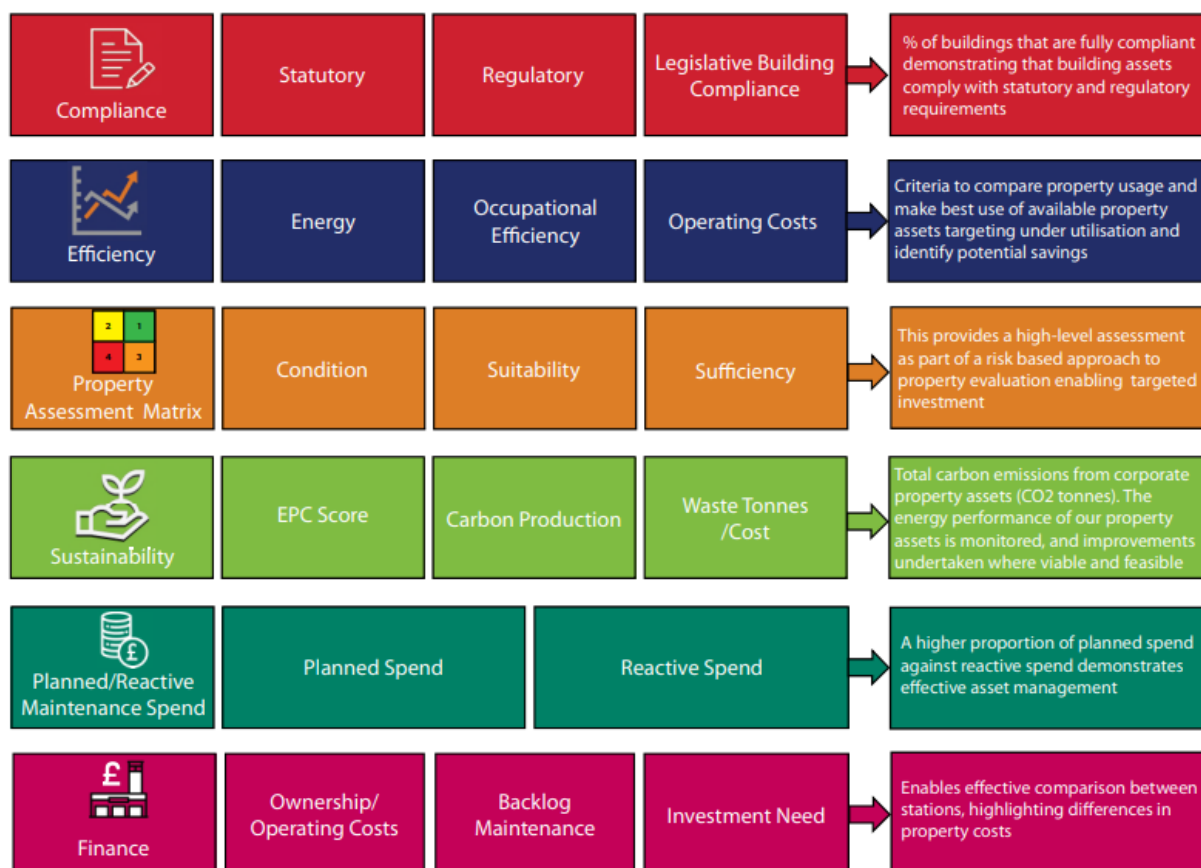 Compliance
Statutory
Regulatory
Legislative Building
Compliance
% of buildings that are fully compliant
demonstrating that building assets
comply with statutory and regulatory
requirements
Efficiency
Energy
Occupational
Efficiency
Operating Costs
Criteria to compare property usage and
make best use of available property
assets targeting under utilisation and
identify potential savings
2 1
4 3
Property
Assessment Matrix
Condition
Suitability
Sufficiency
This provides a high-level assessment
as part of a risk based approach to
property evaluation enabling targeted
investment
Sustainability
EPC Score
Carbon Production
Waste Tonnes
/Cost
Total carbon emissions from corporate
property assets (CO2 tonnes). The
energy performance of our property
assets is monitored, and improvements
undertaken where viable and feasible
£
Planned/Reactive
Maintenance Spend
Planned Spend
Reactive Spend
A higher proportion of planned spend
against reactive spend demonstrates
effective asset management
£
Finance
Ownership/
Operating Costs
Backlog
Maintenance
Investment Need
Enables effective comparison between
stations, highlighting differences in
property costs